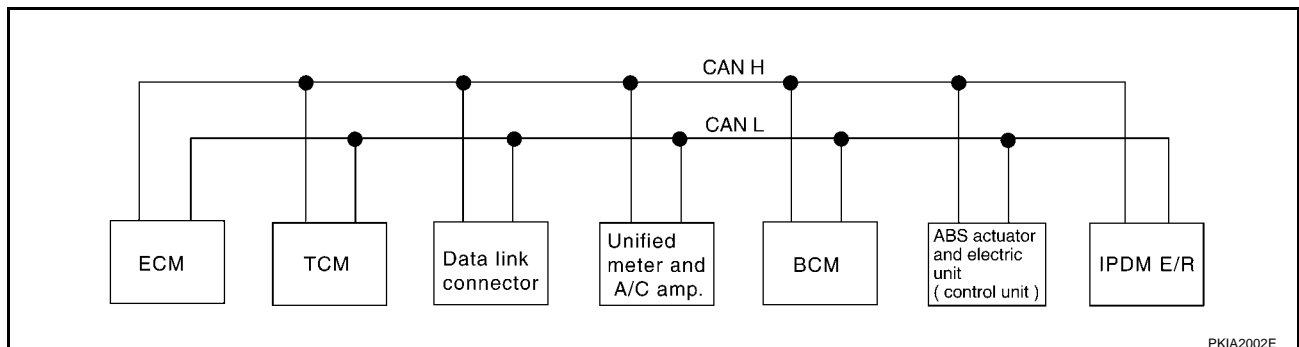 CAN H
CAN L
ECM
TCM
Data link
connector
Unified
meter and
A/C amp.
BCM
ABS actuator
and electric
unit
( control unit )
IPDM E/R
PKIA2002E